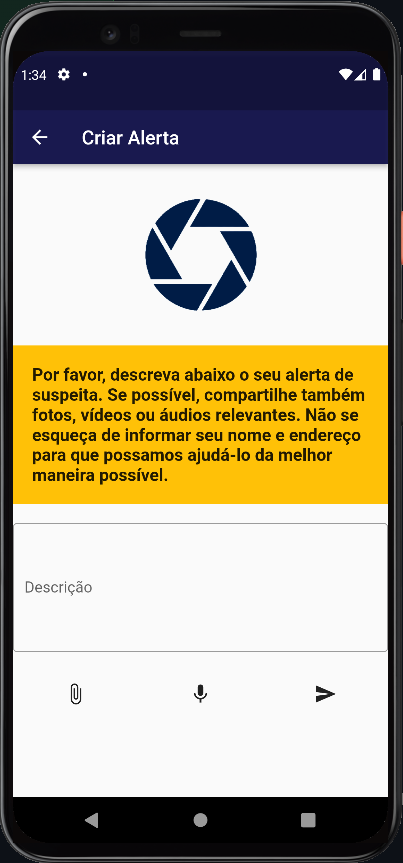 1:34
Criar Alerta
Por favor, descreva abaixo o seu alerta de
suspeita. Se possível, compartilhe também
fotos, vídeos ou áudios relevantes. Não se
esqueça de informar seu nome e endereço
para que possamos ajudá-lo da melhor
maneira possível.
Descrição